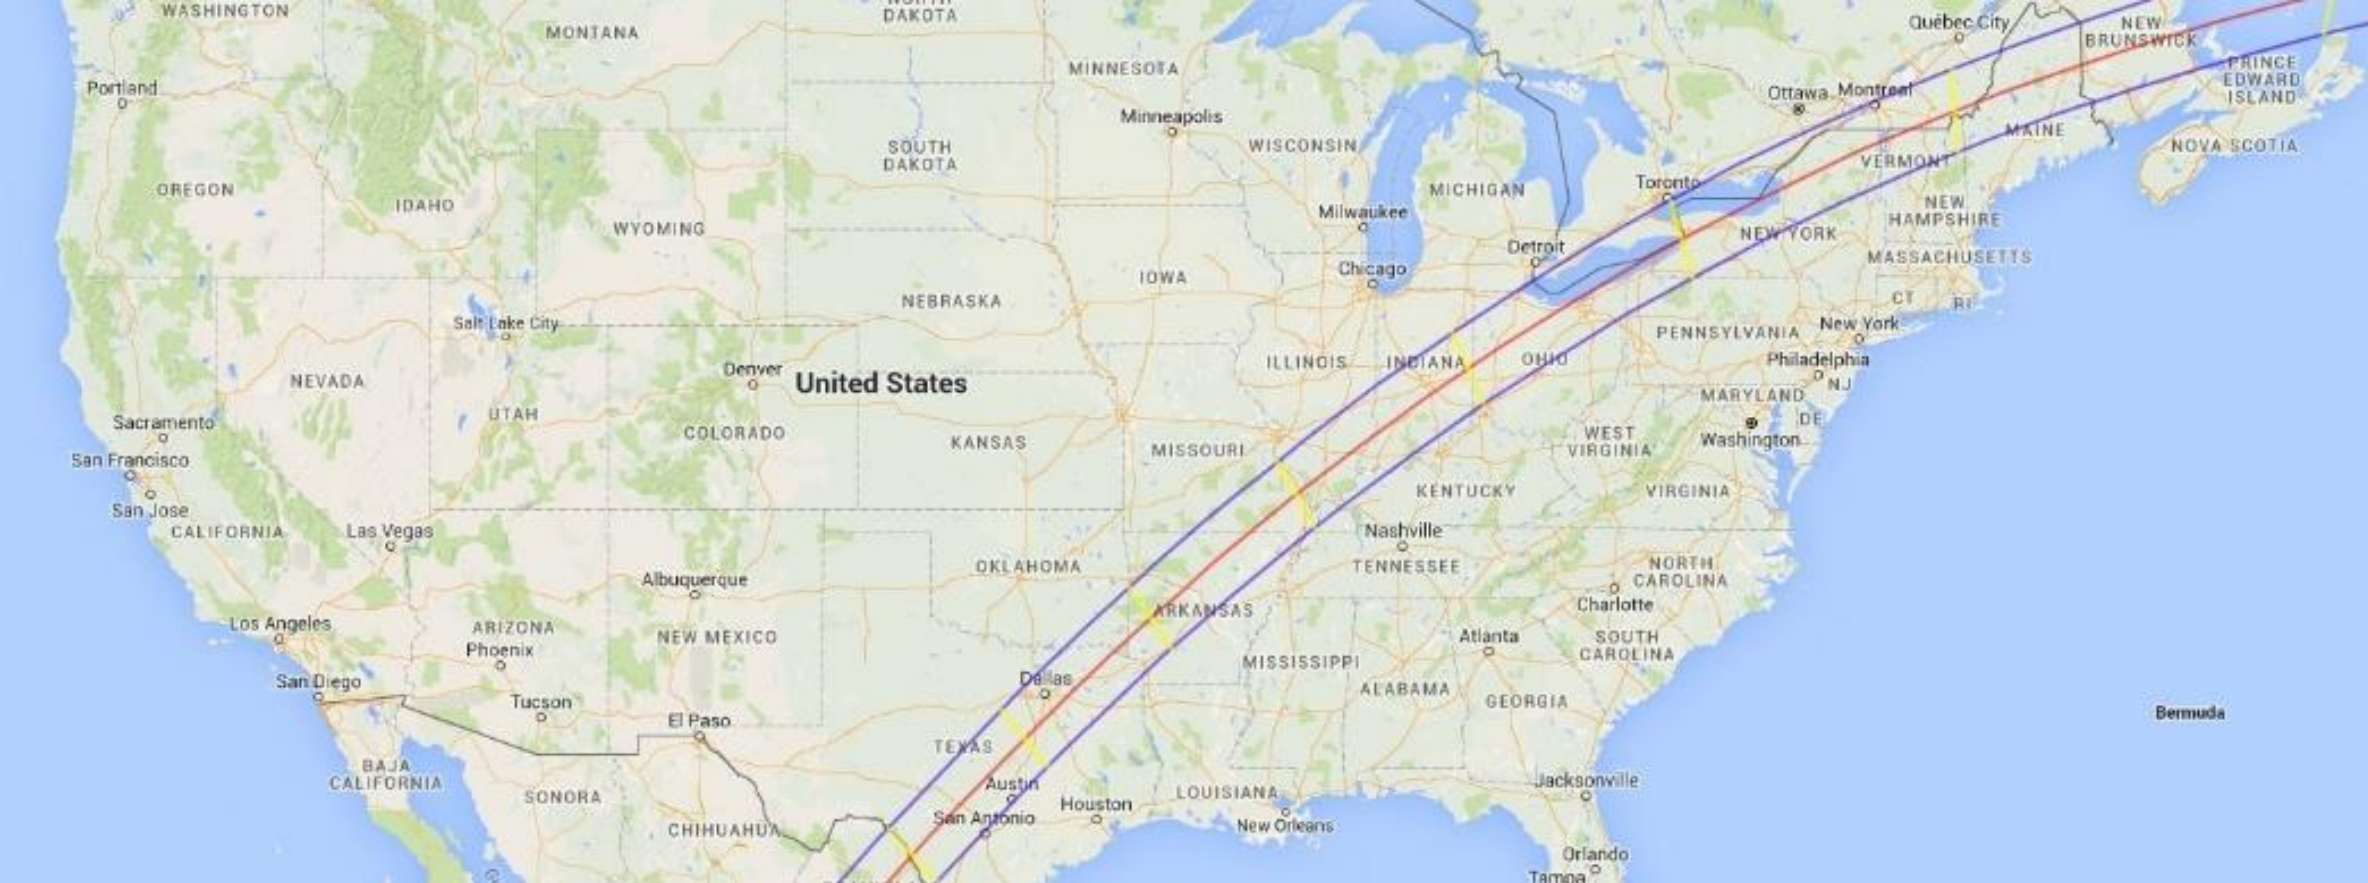 WASHINGTON
MONTANA
DAKOTA
MINNESOTA
Québec City
NEW
BRUNSWICK
PRINCE
EDWARD
ISLAND
Portland
Minneapolis
Ottawa
Montreal
MAINE
NOVA SCOTIA
OREGON
IDAHO
WYOMING
SOUTH
DAKOTA
WISCONSIN
MICHIGAN
Toronto
VERMONT
NEW
HAMPSHIRE
Milwaukee
Detroit
NEW YORK
MASSACHUSETTS
Chicago
IOWA
NEBRASKA
CT
RI
Salt Lake City
PENNSYLVANIA
New York
NEVADA
Denver
United States
ILLINOIS
INDIANA
OHIO
Philadelphia
NJ
UTAH
MARYLAND
DE
Sacramento
COLORADO
KANSAS
MISSOURI
WEST
VIRGINIA
Washington
San Francisco
San Jose
KENTUCKY
VIRGINIA
CALIFORNIA
Las Vegas
Nashville
Albuquerque
OKLAHOMA
TENNESSEE
NORTH
CAROLINA
Charlotte
Los Angeles
ARIZONA
Phoenix
NEW MEXICO
ARKANSAS
Atlanta
SOUTH
CAROLINA
San Diego
Tucson
El Paso
Dallas
MISSISSIPPI
ALABAMA
GEORGIA
Bermuda
TEXAS
BAJA
CALIFORNIA
SONORA
Austin
Houston
LOUISIANA
Jacksonville
CHIHUAHUA
San Antonio
New Orleans
Orlando
Tampa